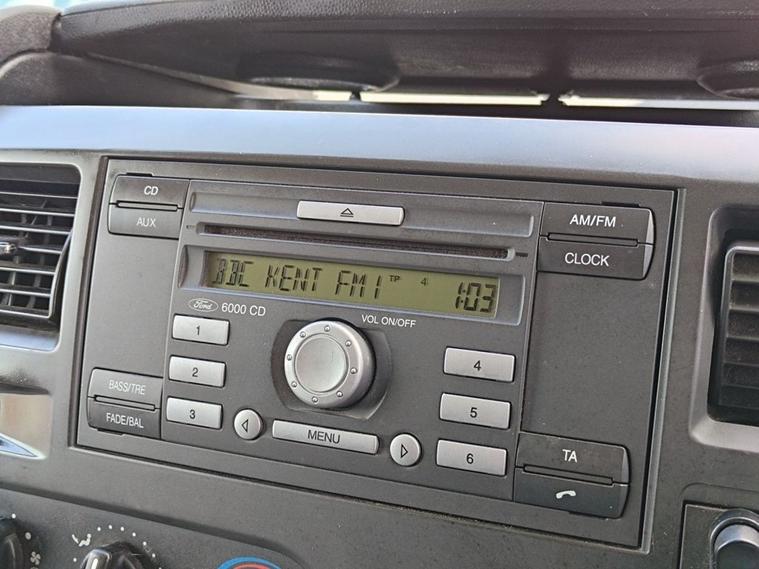 CD
AUX
AM/FM
CLOCK
BBC KENT FM1 TP 4 1:03
Ford 6000 CD
VOL ON/OFF
1
2
3
4
5
6
BASS/TRE
FADE/BAL
MENU
TA